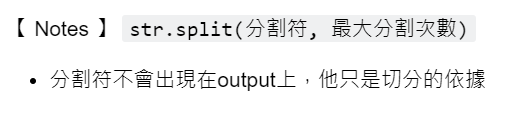 【 Notes 】 str.split(分割符, 最大分割次數)
• 分割符不會出現在output上，他只是切分的依據